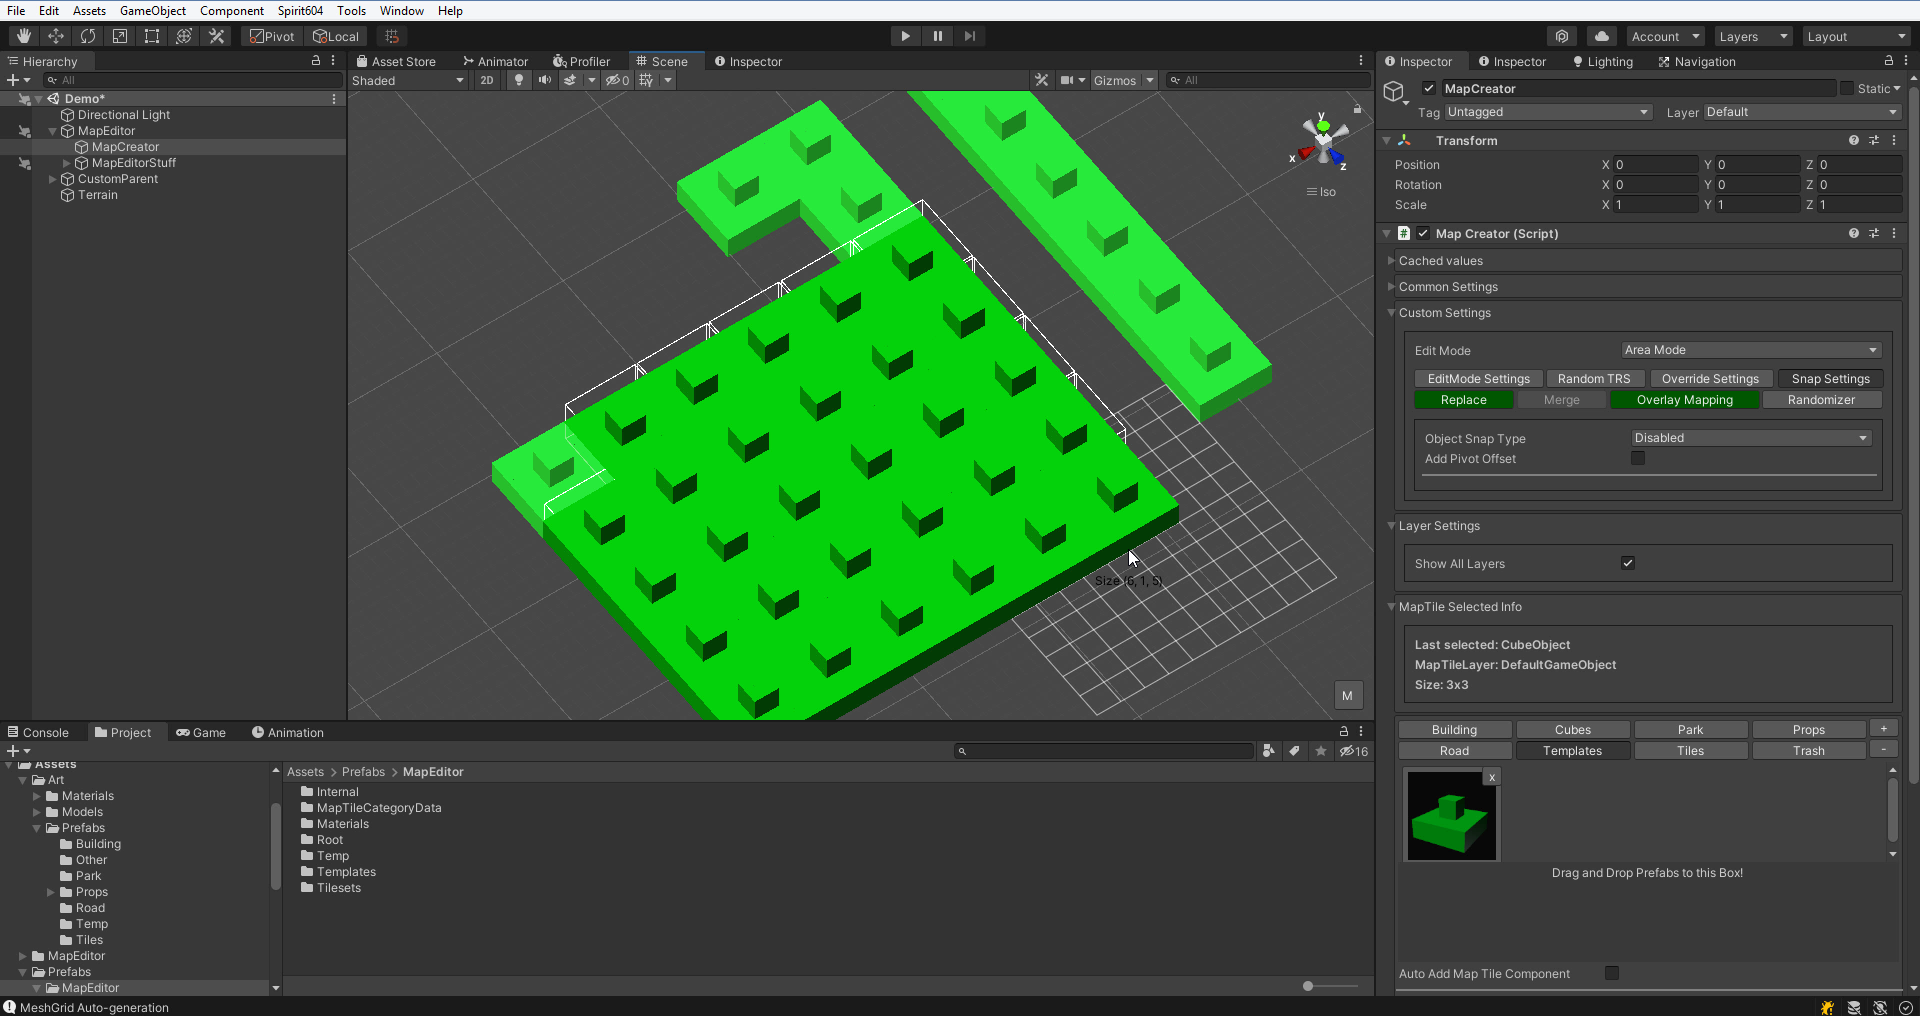 File Edit Assets GameObject Component Spirit604 Tools Window Help
Pivot Local Account Layers Layout
Hierarchy
All
Demo*
Directional Light
MapEditor
MapCreator
MapEditorStuff
CustomParent
Terrain
Asset Store Animator Profiler Scene Inspector
Shaded 2D 0 Gizmos All
y
x
z
Iso
Size (6, 1, 5)
M
Inspector Inspector Lighting Navigation
MapCreator Static
Tag Untagged Layer Default
Transform
Position X 0 Y 0 Z 0
Rotation X 0 Y 0 Z 0
Scale X 1 Y 1 Z 1
# Map Creator (Script)
Cached values
Common Settings
Custom Settings
Edit Mode Area Mode
EditMode Settings Random TRS Override Settings Snap Settings
Replace Merge Overlay Mapping Randomizer
Object Snap Type Disabled
Add Pivot Offset
Layer Settings
Show All Layers
MapTile Selected Info
Last selected: CubeObject
MapTileLayer: DefaultGameObject
Size: 3x3
Building Cubes Park Props +
Road Templates Tiles Trash -
x
Drag and Drop Prefabs to this Box!
Auto Add Map Tile Component
Console Project Game Animation
16
Assets
Art
Materials
Models
Prefabs
Building
Other
Park
Props
Road
Temp
Tiles
MapEditor
Prefabs
MapEditor
Assets > Prefabs > MapEditor
Internal
MapTileCategoryData
Materials
Root
Temp
Templates
Tilesets
MeshGrid Auto-generation